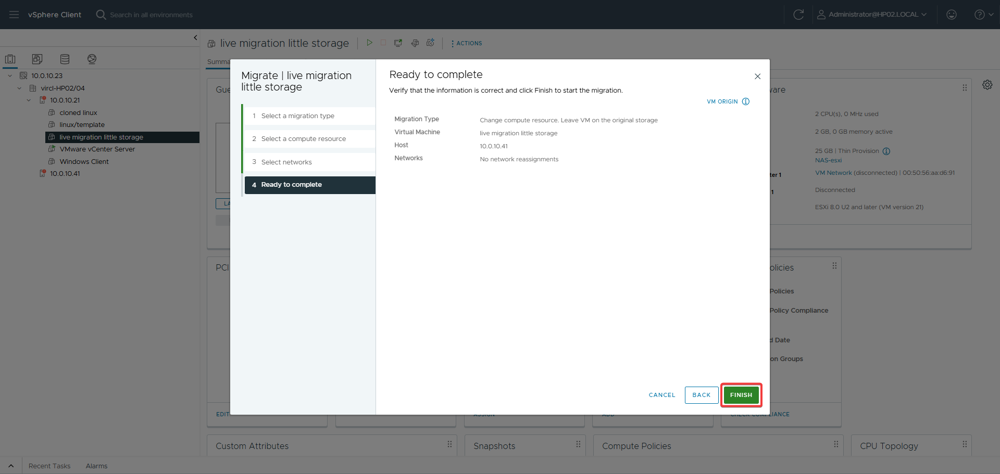 vSphere Client
Search in all environments
Administrator@HP02.LOCAL
live migration little storage
ACTIONS
10.0.10.23
vircl-HP02/04
10.0.10.21
cloned linux
linux/template
live migration little storage
VMware vCenter Server
Windows Client
10.0.10.41
Migrate | live migration
little storage
1 Select a migration type
2 Select a compute resource
3 Select networks
4 Ready to complete
Ready to complete
Verify that the information is correct and click Finish to start the migration.
VM ORIGIN
Migration Type Change compute resource. Leave VM on the original storage
Virtual Machine live migration little storage
Host 10.0.10.41
Networks No network reassignments
CANCEL
BACK
FINISH
2 CPU(s), 0 MHz used
2 GB, 0 GB memory active
25 GB | Thin Provision
NAS-esxi
ter 1 VM Network (disconnected) | 00:50:56:aa:d6:91
1 Disconnected
ESXi 8.0 U2 and later (VM version 21)
PCI
olicies
Policies
Policy Compliance
d Date
on Groups
EDIT
ASSIGN
ADD
CHECK COMPLIANCE
Custom Attributes
Snapshots
Compute Policies
CPU Topology
Recent Tasks
Alarms